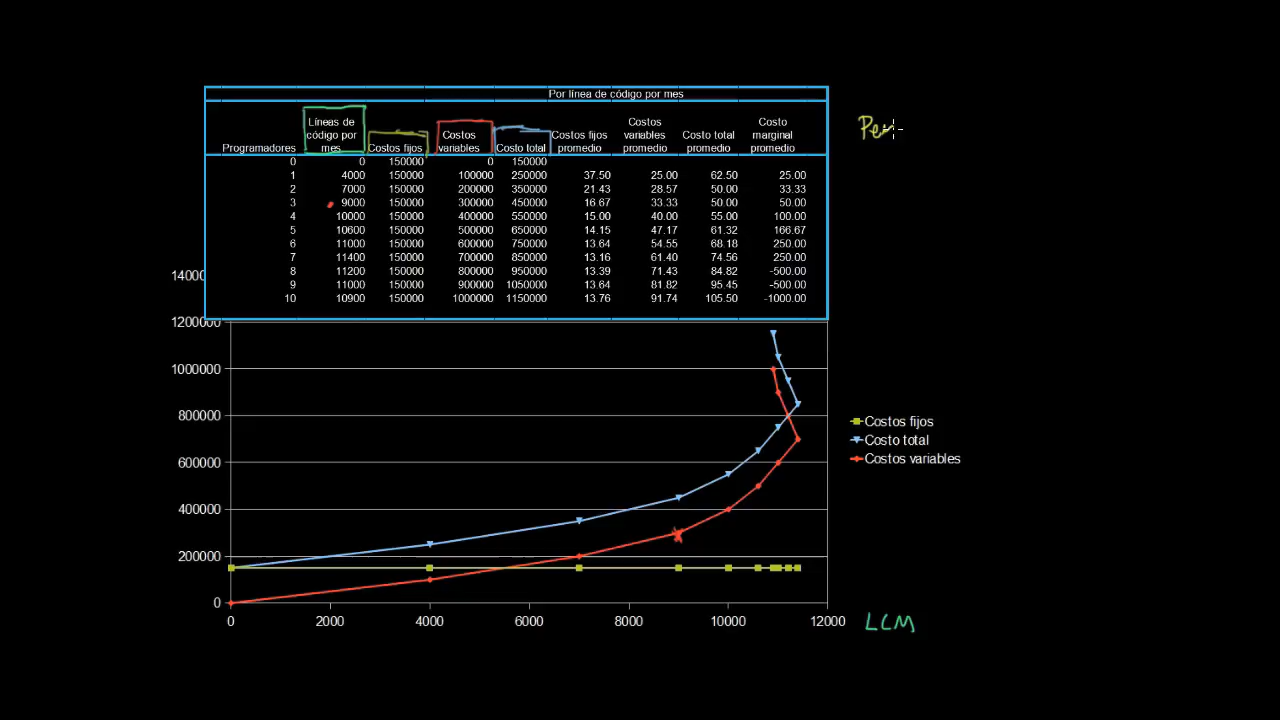 Por línea de código por mes
Líneas de Costos Costo
código por Costos Costos fijos variables Costo total marginal
Programadores mes Costos fijos variables Costo total promedio promedio promedio promedio
0 0 150000 0 150000
1 4000 150000 100000 250000 37.50 25.00 62.50 25.00
2 7000 150000 200000 350000 21.43 28.57 50.00 33.33
3 9000 150000 300000 450000 16.67 33.33 50.00 50.00
4 10000 150000 400000 550000 15.00 40.00 55.00 100.00
5 10600 150000 500000 650000 14.15 47.17 61.32 166.67
6 11000 150000 600000 750000 13.64 54.55 68.18 250.00
7 11400 150000 700000 850000 13.16 61.40 74.56 250.00
8 11200 150000 800000 950000 13.39 71.43 84.82 -500.00
9 11000 150000 900000 1050000 13.64 81.82 95.45 -500.00
10 10900 150000 1000000 1150000 13.76 91.74 105.50 -1000.00
Pen
1200000
1000000
800000
600000
400000
200000
0
0 2000 4000 6000 8000 10000 12000
Costos fijos
Costo total
Costos variables
LCM